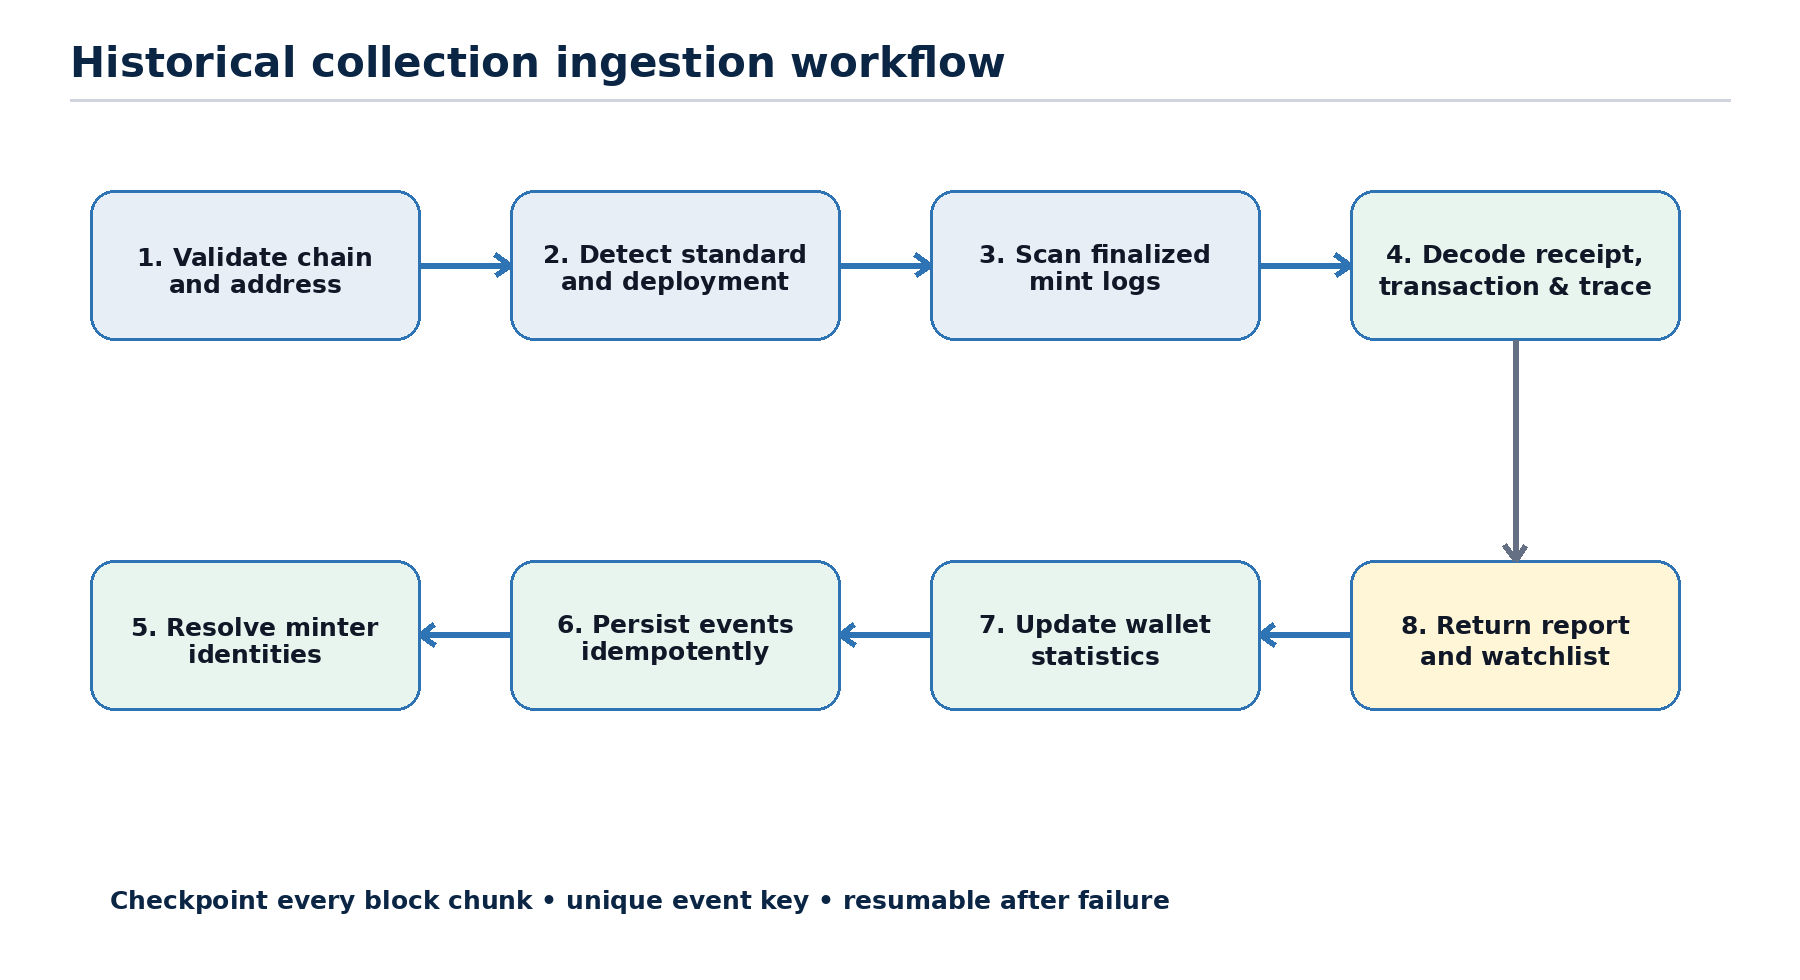 Historical collection ingestion workflow
1. Validate chain
and address
2. Detect standard
and deployment
3. Scan finalized
mint logs
4. Decode receipt,
transaction & trace
5. Resolve minter
identities
6. Persist events
idempotently
7. Update wallet
statistics
8. Return report
and watchlist
Checkpoint every block chunk • unique event key • resumable after failure